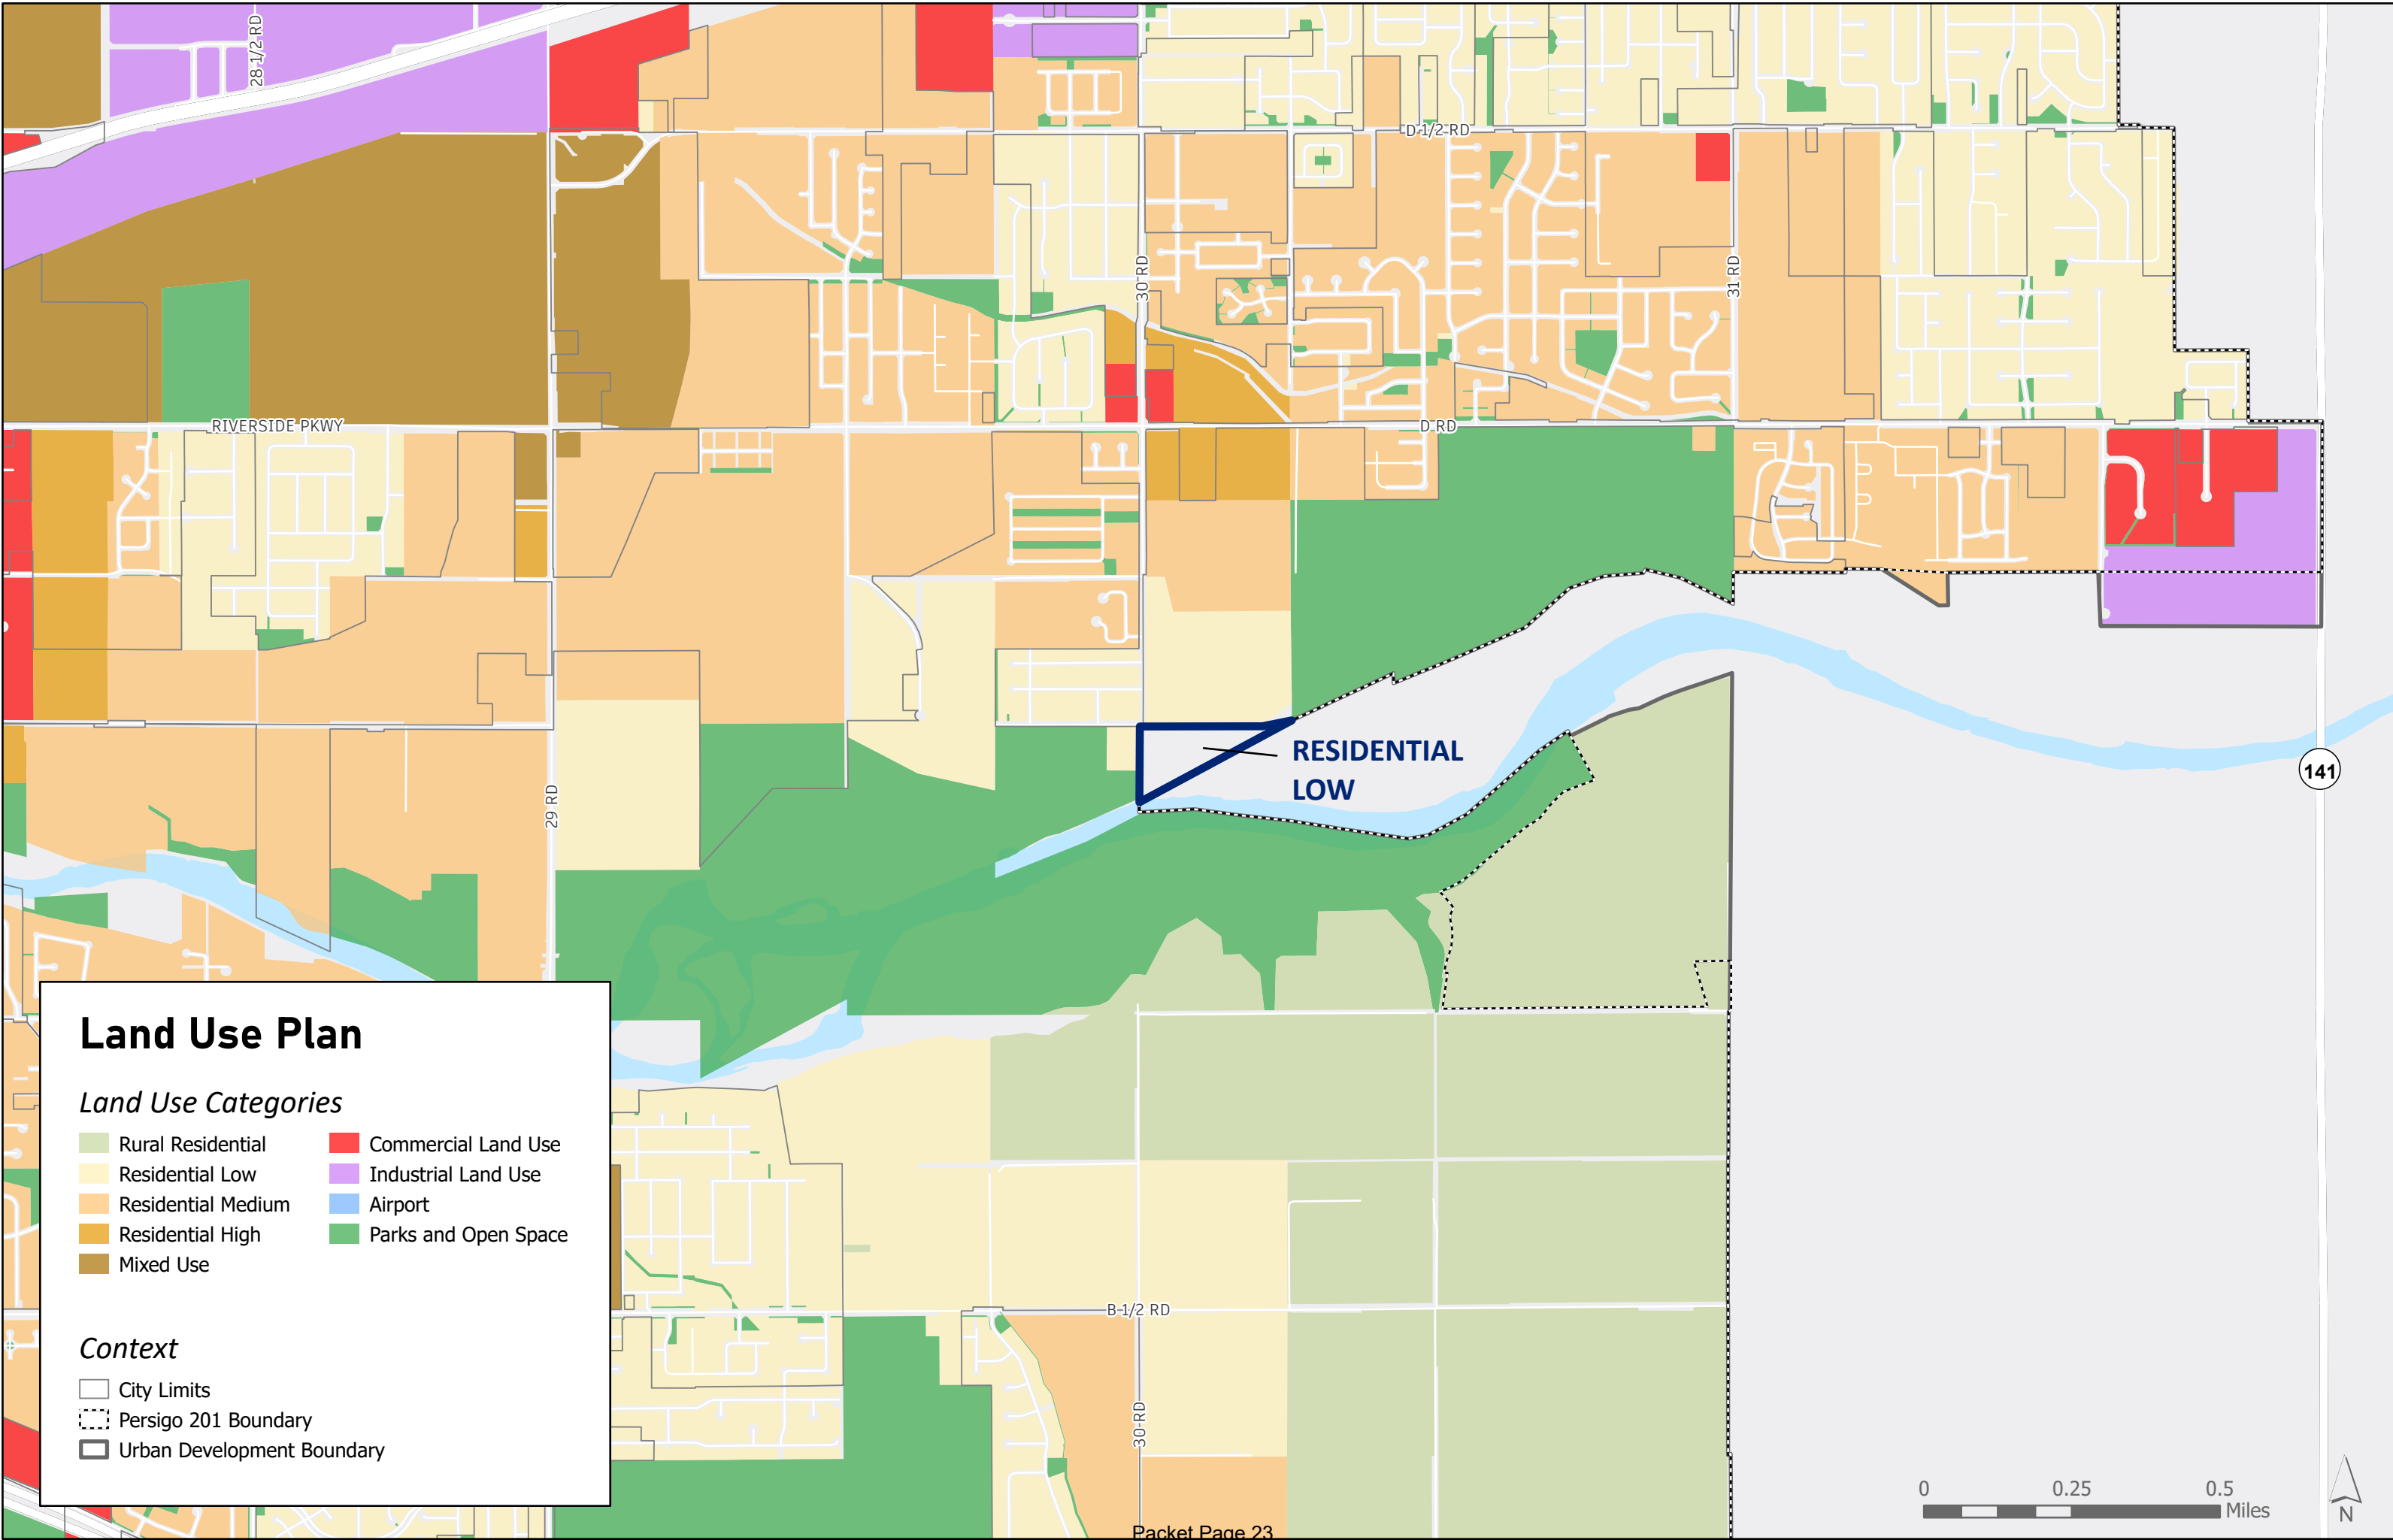 28 1/2 RD
D 1/2 RD
30 RD
31 RD
RIVERSIDE PKWY
D RD
RESIDENTIAL
LOW
141
29 RD
Land Use Plan
Land Use Categories
Rural Residential
Residential Low
Residential Medium
Residential High
Mixed Use
Commercial Land Use
Industrial Land Use
Airport
Parks and Open Space
Context
City Limits
Persigo 201 Boundary
Urban Development Boundary
B 1/2 RD
30 RD
0 0.25 0.5
Miles
N
Packet Page 23